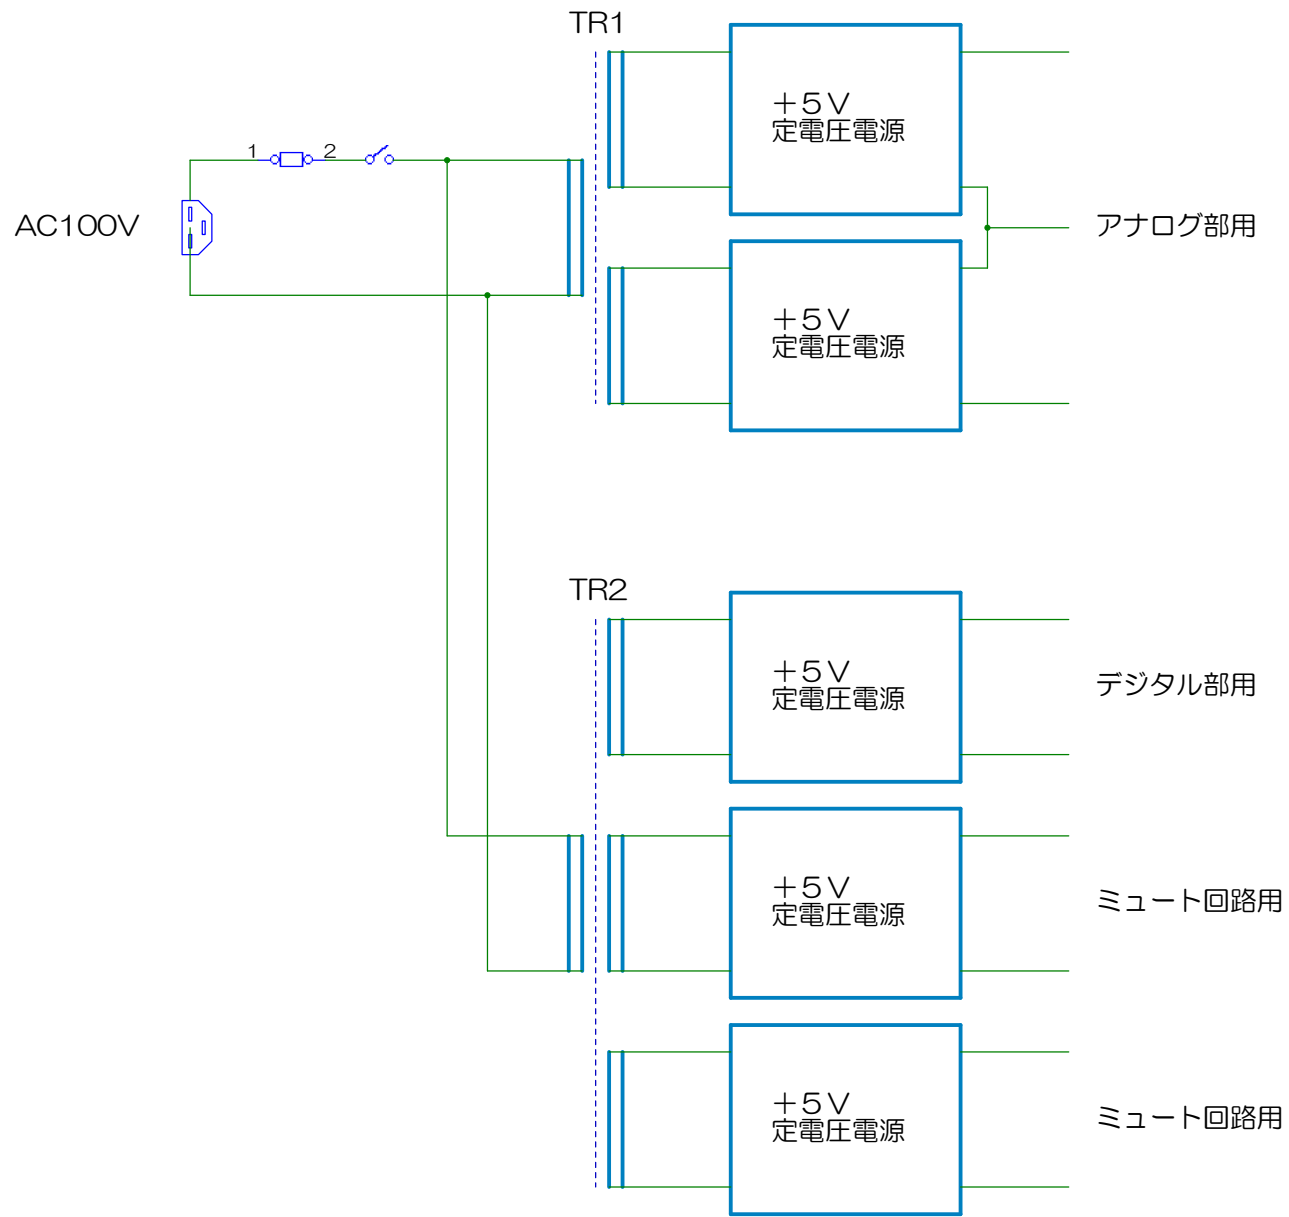 TR1
＋５Ｖ
定電圧電源
1 2
AC100V
アナログ部用
＋５Ｖ
定電圧電源
TR2
＋５Ｖ
定電圧電源
デジタル部用
＋５Ｖ
定電圧電源
ミュート回路用
＋５Ｖ
定電圧電源
ミュート回路用